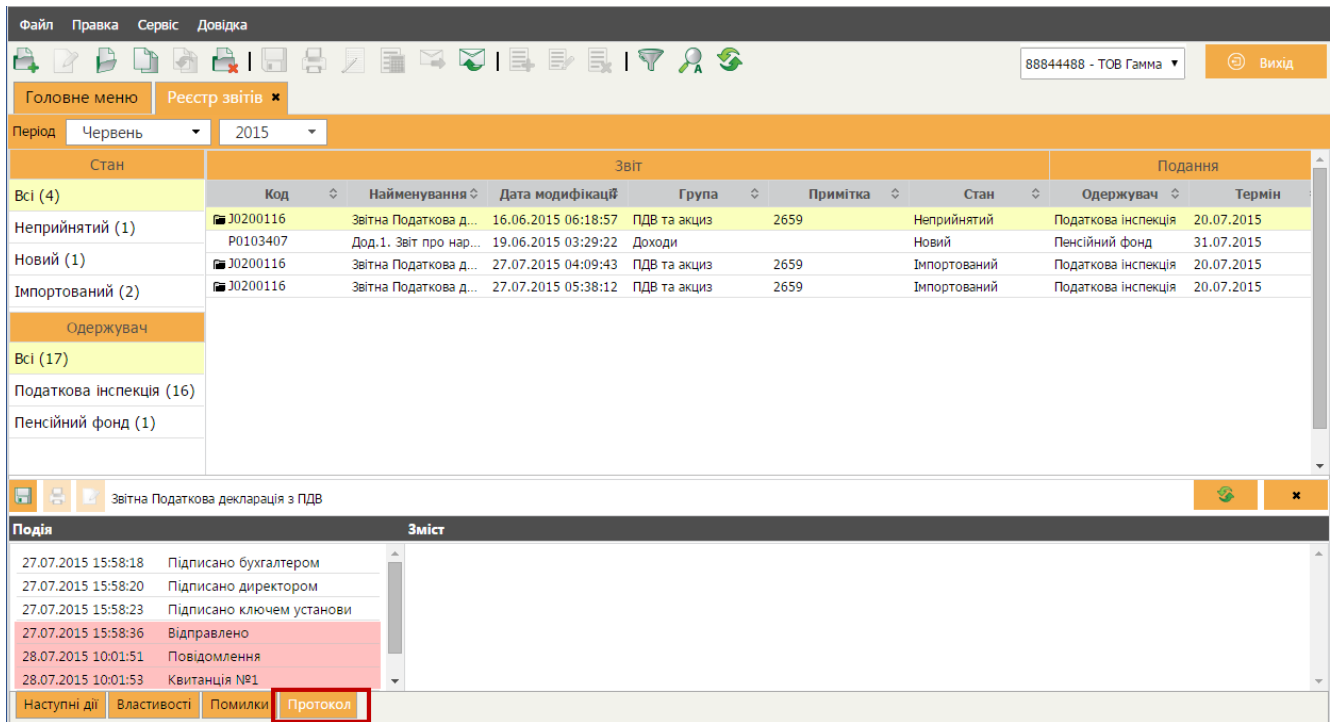 Файл Правка Сервіс Довідка
88844488 - ТОВ Гамма Вихід
Головне меню Реєстр звітів
Період Червень 2015
Стан Звіт Подання
Всі (4) Код Найменування Дата модифікації Група Примітка Стан Одержувач Термін
J0200116 Звітна Податкова д... 16.06.2015 06:18:57 ПДВ та акциз 2659 Неприйнятий Податкова інспекція 20.07.2015
Неприйнятий (1)
P0103407 Дод.1. Звіт про нар... 19.06.2015 03:29:22 Доходи Новий Пенсійний фонд 31.07.2015
Новий (1)
J0200116 Звітна Податкова д... 27.07.2015 04:09:43 ПДВ та акциз 2659 Імпортований Податкова інспекція 20.07.2015
Імпортований (2)
J0200116 Звітна Податкова д... 27.07.2015 05:38:12 ПДВ та акциз 2659 Імпортований Податкова інспекція 20.07.2015
Одержувач
Всі (17)
Податкова інспекція (16)
Пенсійний фонд (1)
Звітна Податкова декларація з ПДВ
Подія Зміст
27.07.2015 15:58:18 Підписано бухгалтером
27.07.2015 15:58:20 Підписано директором
27.07.2015 15:58:23 Підписано ключем установи
27.07.2015 15:58:36 Відправлено
28.07.2015 10:01:51 Повідомлення
28.07.2015 10:01:53 Квитанція №1
Наступні дії Властивості Помилки Протокол